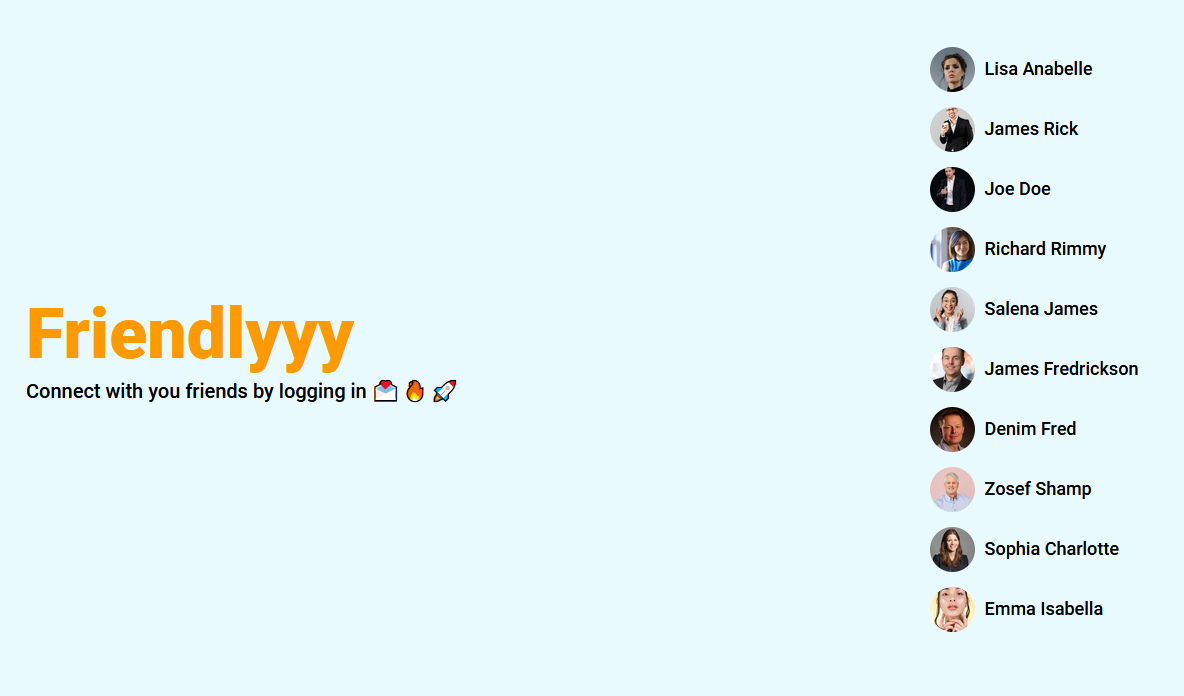 Friendlyyy
Connect with you friends by logging in 💌 🔥 🚀
Lisa Anabelle
James Rick
Joe Doe
Richard Rimmy
Salena James
James Fredrickson
Denim Fred
Zosef Shamp
Sophia Charlotte
Emma Isabella